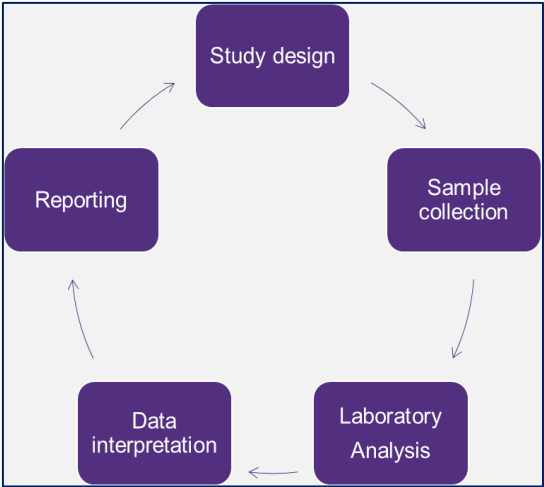 Study design
Sample
collection
Laboratory
Analysis
Data
interpretation
Reporting